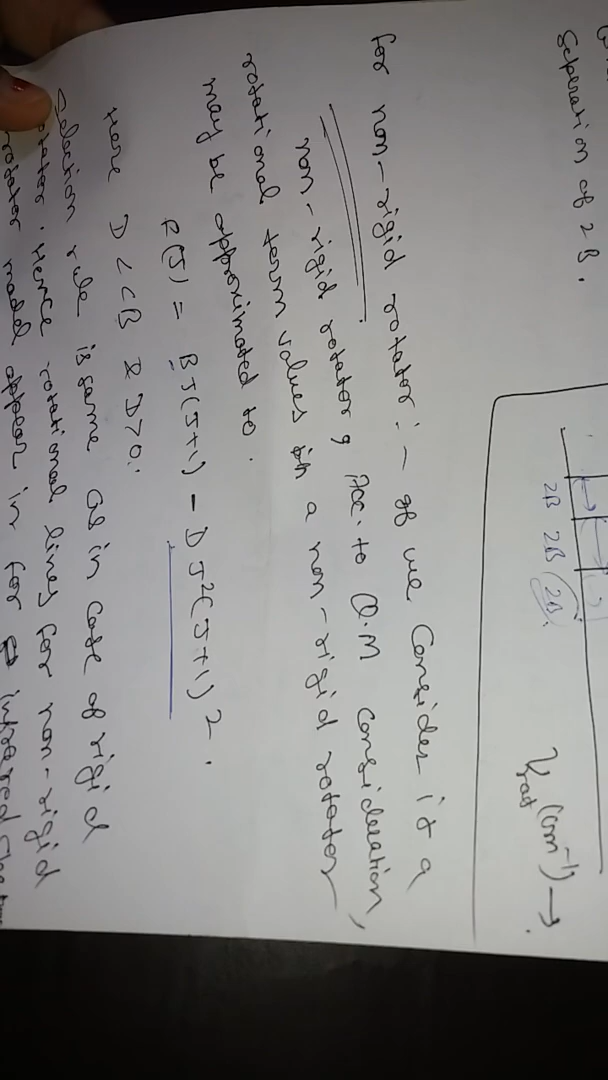 Seperation of 2B.
2B 2B 2B.
rot (cm⁻¹) →
for non-rigid rotator :- If we Consider it a
non-rigid rotator, Acc. to Q.M consideration,
rotational term values in a non-rigid rotator
may be approximated to.
F(J) = BJ(J+1) - DJ²(J+1)².
Here D<<B & D>0.
Selection rule is same as in case of rigid
rotator. Hence rotational lines for non-rigid
rotator model appear in far infrared